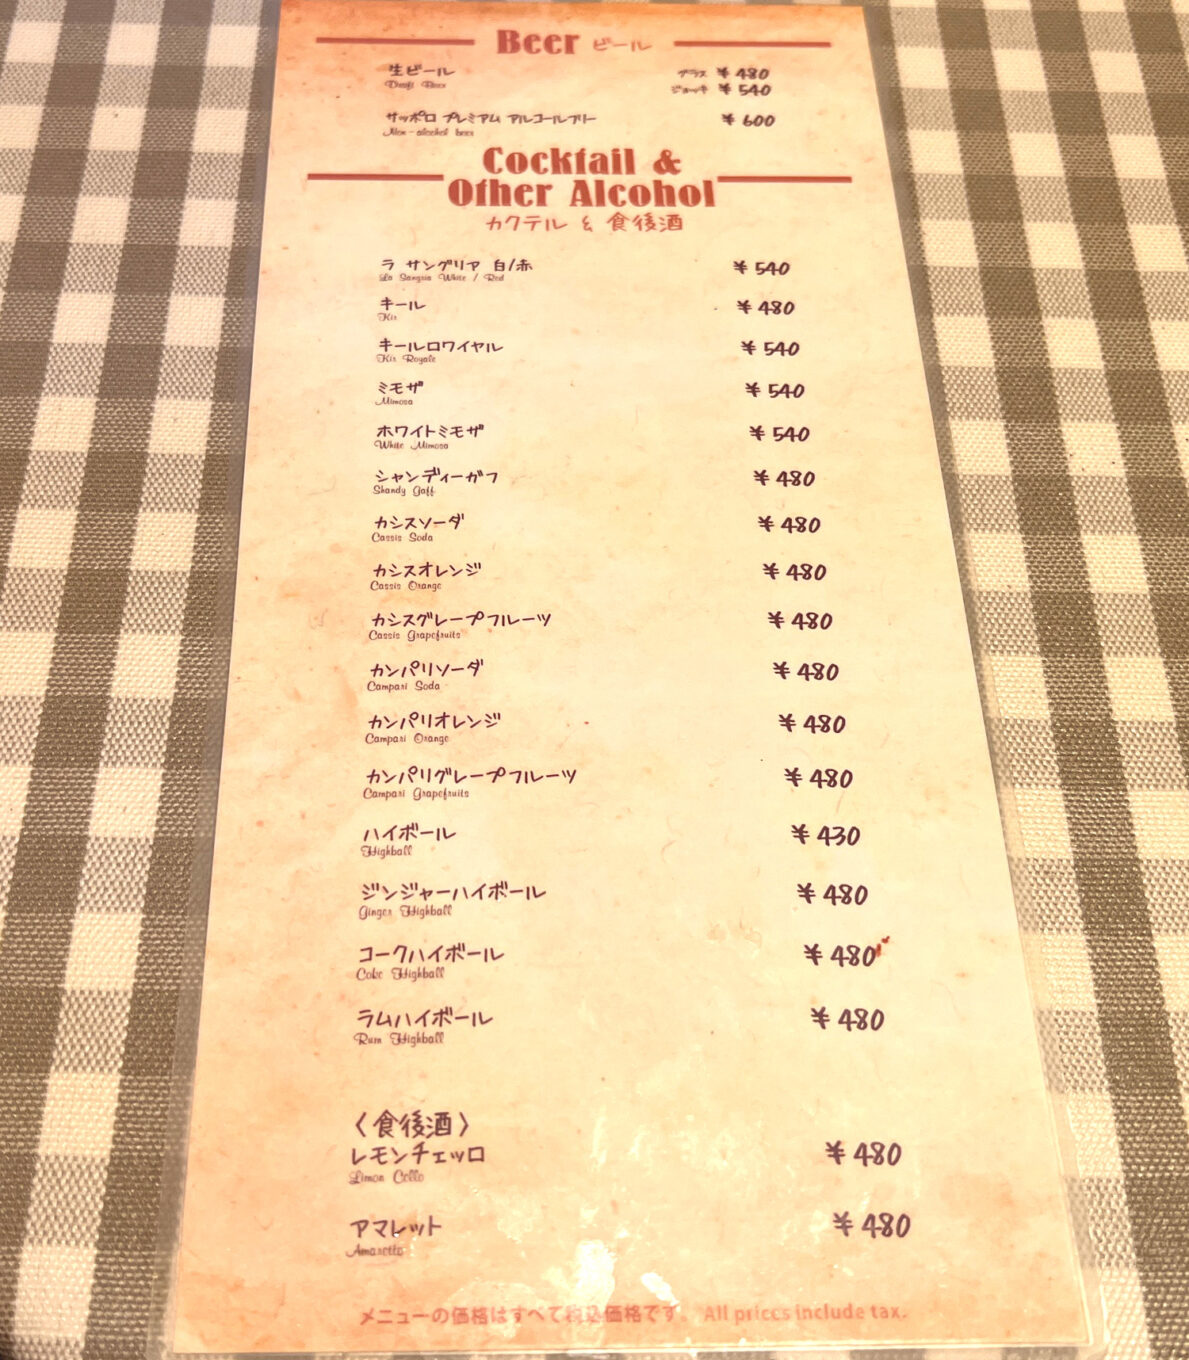 Beer ビール
生ビール グラス ¥ 480
Draft Beer ジョッキ ¥ 540
サッポロ プレミアム アルコールフリー ¥ 600
Non-alcohol beer
Cocktail &
Other Alcohol
カクテル & 食後酒
ラ サングリア 白/赤 ¥ 540
La Sangria White / Red
キール ¥ 480
Kir
キールロワイヤル ¥ 540
Kir Royale
ミモザ ¥ 540
Mimosa
ホワイトミモザ ¥ 540
White Mimosa
シャンディーガフ ¥ 480
Shandy Gaff
カシスソーダ ¥ 480
Cassis Soda
カシスオレンジ ¥ 480
Cassis Orange
カシスグレープフルーツ ¥ 480
Cassis Grapefruits
カンパリソーダ ¥ 480
Campari Soda
カンパリオレンジ ¥ 480
Campari Orange
カンパリグレープフルーツ ¥ 480
Campari Grapefruits
ハイボール ¥ 430
Highball
ジンジャーハイボール ¥ 480
Ginger Highball
コークハイボール ¥ 480
Coke Highball
ラムハイボール ¥ 480
Rum Highball
〈食後酒〉
レモンチェッロ ¥ 480
Limon Cello
アマレット ¥ 480
Amaretto
メニューの価格はすべて税込価格です。 All prices include tax.